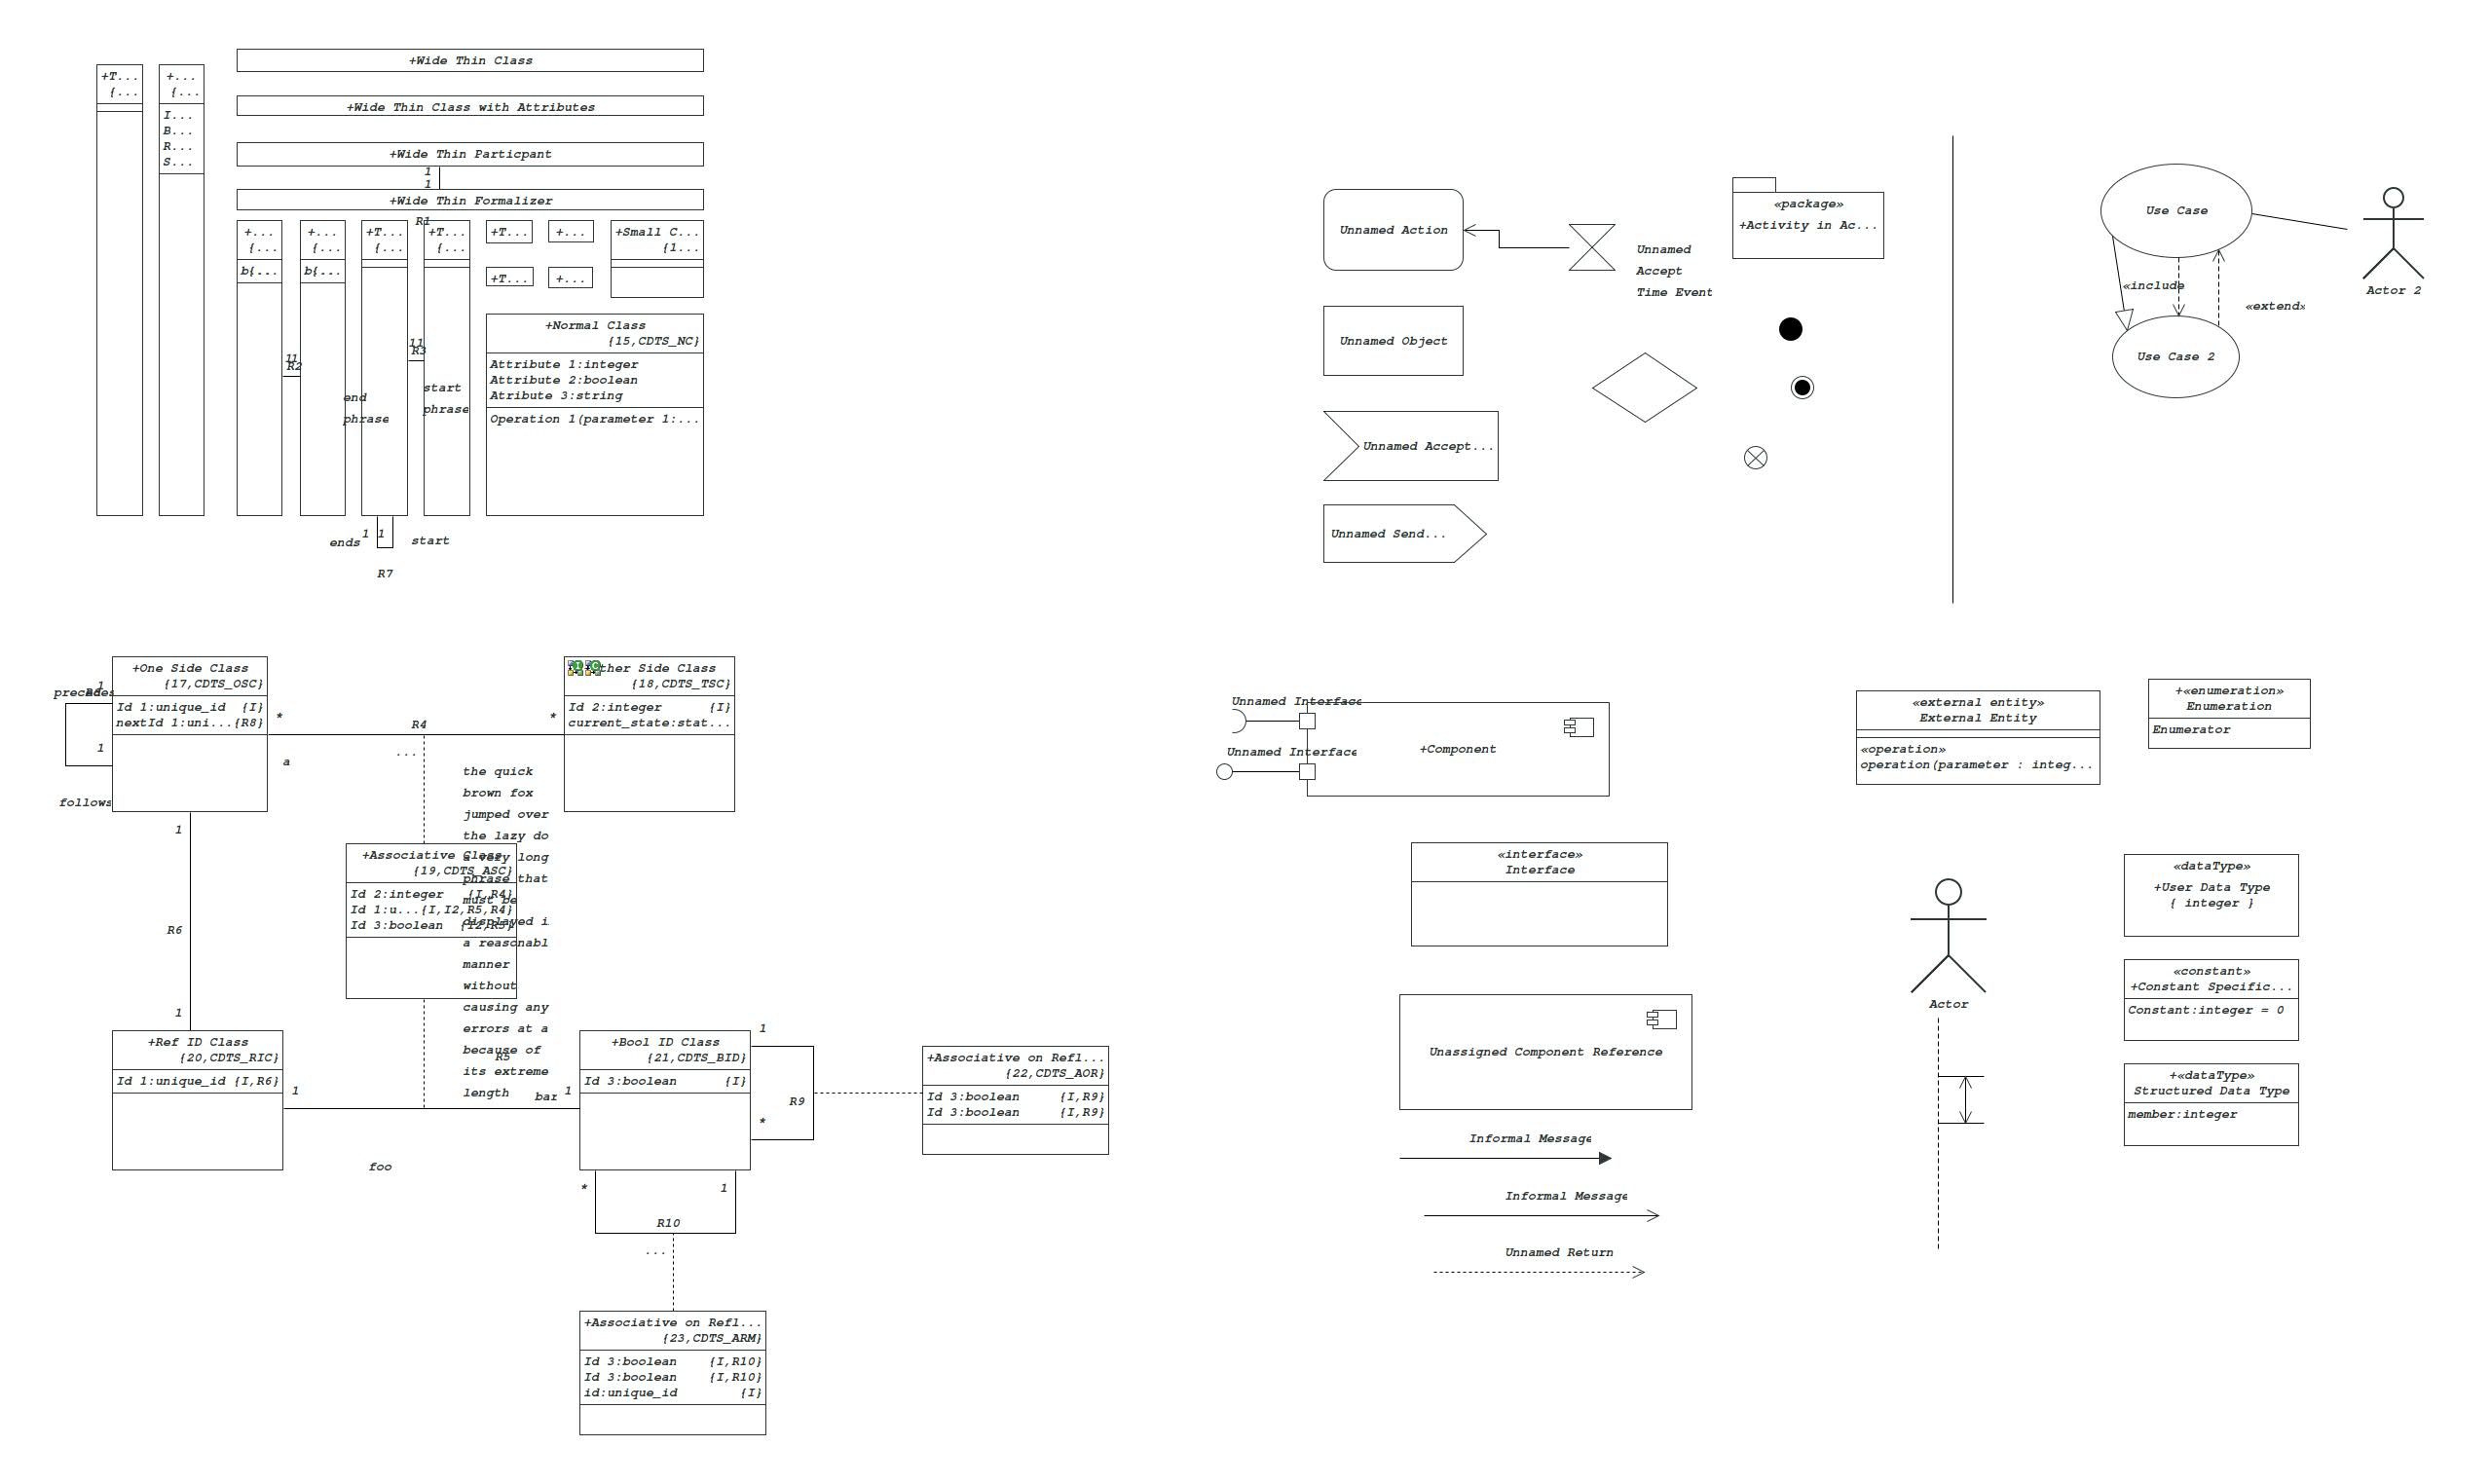 +Wide Thin Class
+T...
{...
+...
{...
I...
B...
R...
S...
+Wide Thin Class with Attributes
+Wide Thin Particpant
1
1
+Wide Thin Formalizer
R1
+...
{...
b{...
+...
{...
b{...
+T...
{...
+T...
{...
+T...
+...
+T...
+...
+Small C...
{1...
11
R2
11
R3
end
phrase
start
phrase
+Normal Class
{15,CDTS_NC}
Attribute 1:integer
Attribute 2:boolean
Atribute 3:string
Operation 1(parameter 1:...
ends
1
1
start
R7
Unnamed Action
Unnamed
Accept
Time Event
«package»
+Activity in Ac...
Unnamed Object
Unnamed Accept...
Unnamed Send...
Use Case
Actor 2
«include
«extend»
Use Case 2
+One Side Class
{17,CDTS_OSC}
Id 1:unique_id {I}
nextId 1:uni...{R8}
precedes
R8
1
1
follows
*
a
R4
...
*
ther Side Class
{18,CDTS_TSC}
Id 2:integer {I}
current_state:stat...
the quick
brown fox
jumped over
the lazy do
a very long
phrase that
must be
displayed i
a reasonabl
manner
without
causing any
errors at a
because of
its extreme
length
+Associative Class
{19,CDTS_ASC}
Id 2:integer {I,R4}
Id 1:u...{I,I2,R5,R4}
Id 3:boolean {I2,R5}
1
R6
1
+Ref ID Class
{20,CDTS_RIC}
Id 1:unique_id {I,R6}
1
R5
bar
1
foo
+Bool ID Class
{21,CDTS_BID}
Id 3:boolean {I}
1
R9
*
+Associative on Refl...
{22,CDTS_AOR}
Id 3:boolean {I,R9}
Id 3:boolean {I,R9}
*
1
R10
...
+Associative on Refl...
{23,CDTS_ARM}
Id 3:boolean {I,R10}
Id 3:boolean {I,R10}
id:unique_id {I}
Unnamed Interface
Unnamed Interface
+Component
«interface»
Interface
Unassigned Component Reference
Informal Message
Informal Message
Unnamed Return
«external entity»
External Entity
«operation»
operation(parameter : integ...
+«enumeration»
Enumeration
Enumerator
Actor
«dataType»
+User Data Type
{ integer }
«constant»
+Constant Specific...
Constant:integer = 0
+«dataType»
Structured Data Type
member:integer